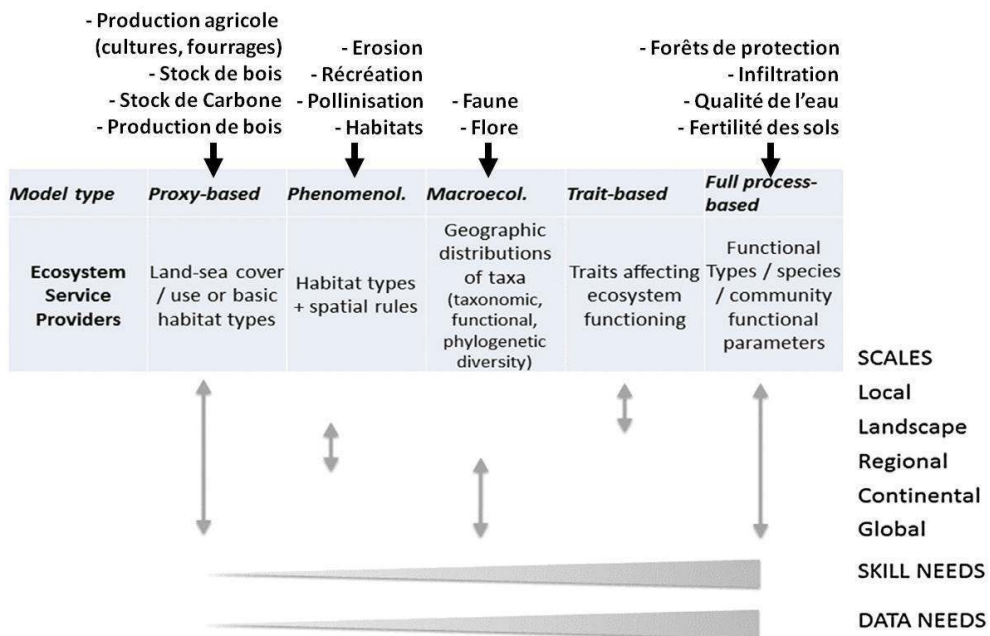 - Production agricole
(cultures, fourrages)
- Stock de bois
- Stock de Carbone
- Production de bois
- Erosion
- Récréation
- Pollinisation
- Habitats
- Faune
- Flore
- Forêts de protection
- Infiltration
- Qualité de l'eau
- Fertilité des sols
Model type
Proxy-based
Phenomenol.
Macroecol.
Trait-based
Full process-
based
Ecosystem
Service
Providers
Land-sea cover
/ use or basic
habitat types
Habitat types
+ spatial rules
Geographic
distributions
of taxa
(taxonomic,
functional,
phylogenetic
diversity)
Traits affecting
ecosystem
functioning
Functional
Types / species
/ community
functional
parameters
SCALES
Local
Landscape
Regional
Continental
Global
SKILL NEEDS
DATA NEEDS